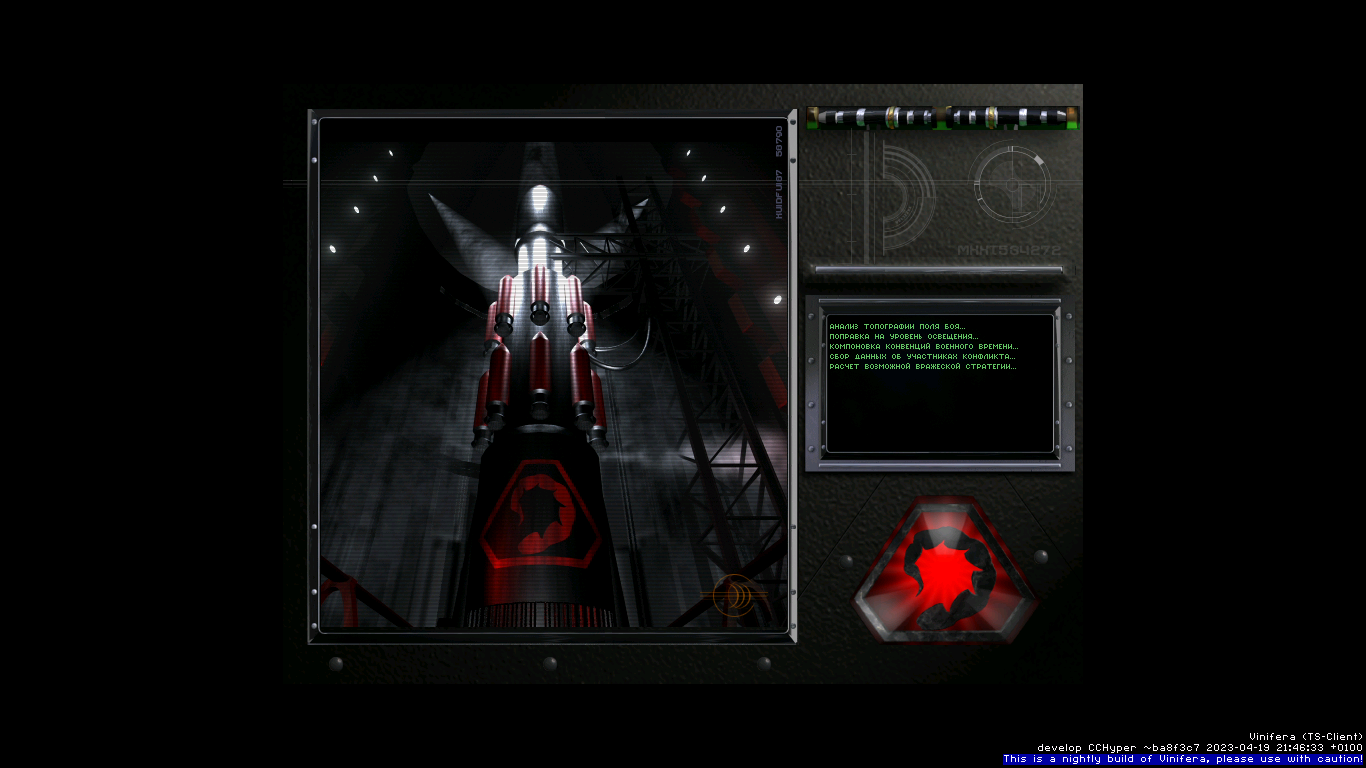 АНАЛИЗ ТОПОГРАФИИ ПОЛЯ БОЯ...
ПОПРАВКА НА УРОВЕНЬ ОСВЕЩЕНИЯ...
КОМПОНОВКА КОНВЕНЦИЙ ВОЕННОГО ВРЕМЕНИ...
СБОР ДАННЫХ ОБ УЧАСТНИКАХ КОНФЛИКТА...
РАСЧЕТ ВОЗМОЖНОЙ ВРАЖЕСКОЙ СТРАТЕГИИ...
Vinifera (TS-Client)
develop CCHyper ~ba8f3c7 2023-04-19 21:46:33 +0100
This is a nightly build of Vinifera, please use with caution!